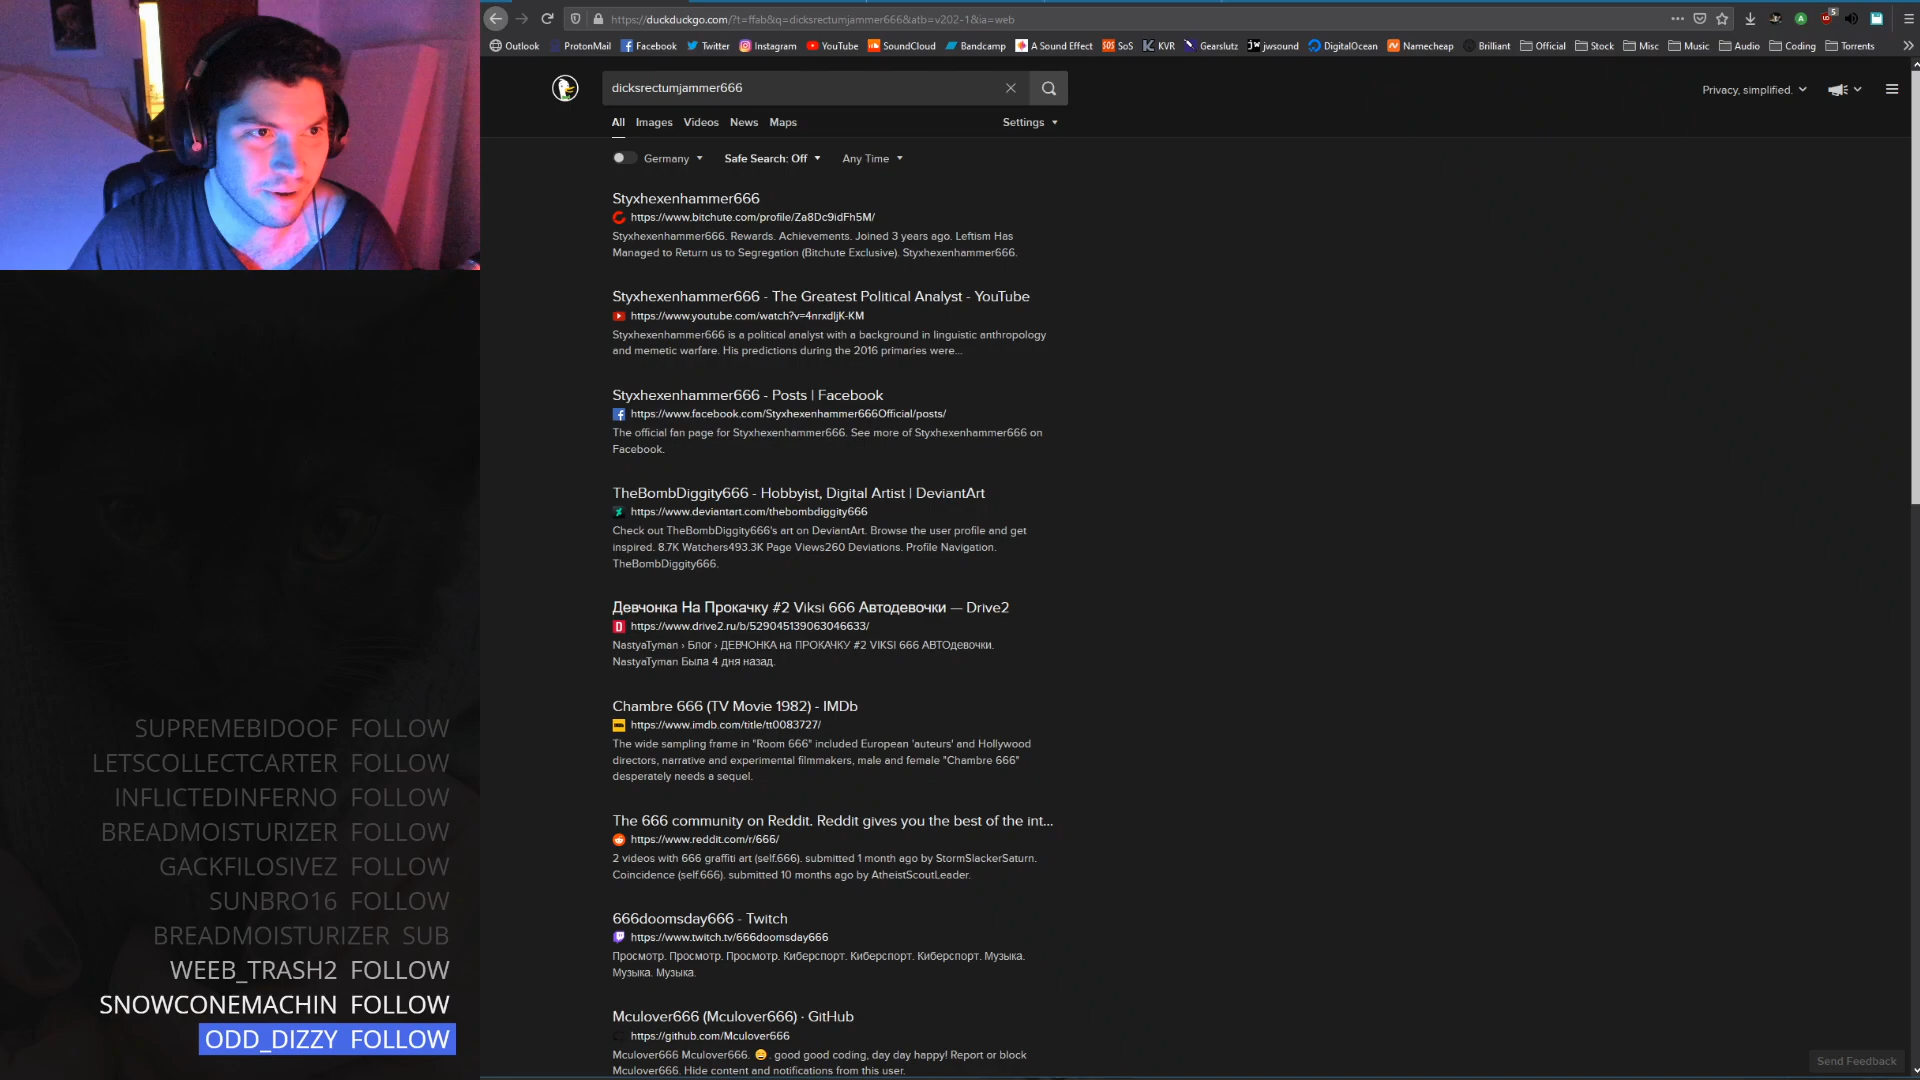 https://duckduckgo.com/?t=ffab&q=dicksrectumjammer666&atb=v202-1&ia=web
5
Outlook ProtonMail Facebook Twitter Instagram YouTube SoundCloud Bandcamp A Sound Effect SoS KVR Gearslutz jwsound DigitalOcean Namecheap Brilliant Official Stock Misc Music Audio Coding Torrents
dicksrectumjammer666
Privacy, simplified.
All Images Videos News Maps Settings
Germany Safe Search: Off Any Time
Styxhexenhammer666
https://www.bitchute.com/profile/Za8Dc9idFh5M/
Styxhexenhammer666. Rewards. Achievements. Joined 3 years ago. Leftism Has
Managed to Return us to Segregation (Bitchute Exclusive). Styxhexenhammer666.
Styxhexenhammer666 - The Greatest Political Analyst - YouTube
https://www.youtube.com/watch?v=4nrxdljK-KM
Styxhexenhammer666 is a political analyst with a background in linguistic anthropology
and memetic warfare. His predictions during the 2016 primaries were...
Styxhexenhammer666 - Posts | Facebook
https://www.facebook.com/Styxhexenhammer666Official/posts/
The official fan page for Styxhexenhammer666. See more of Styxhexenhammer666 on
Facebook.
TheBombDiggity666 - Hobbyist, Digital Artist | DeviantArt
https://www.deviantart.com/thebombdiggity666
Check out TheBombDiggity666's art on DeviantArt. Browse the user profile and get
inspired. 8.7K Watchers493.3K Page Views260 Deviations. Profile Navigation.
TheBombDiggity666.
Девчонка На Прокачку #2 Viksi 666 Автодевочки — Drive2
https://www.drive2.ru/b/529045139063046633/
NastyaTyman › Блог › ДЕВЧОНКА на ПРОКАЧКУ #2 VIKSI 666 АВТОдевочки.
NastyaTyman Была 4 дня назад.
Chambre 666 (TV Movie 1982) - IMDb
https://www.imdb.com/title/tt0083727/
The wide sampling frame in "Room 666" included European 'auteurs' and Hollywood
directors, narrative and experimental filmmakers, male and female "Chambre 666"
desperately needs a sequel.
The 666 community on Reddit. Reddit gives you the best of the int...
https://www.reddit.com/r/666/
2 videos with 666 graffiti art (self.666). submitted 1 month ago by StormSlackerSaturn.
Coincidence (self.666). submitted 10 months ago by AtheistScoutLeader.
666doomsday666 - Twitch
https://www.twitch.tv/666doomsday666
Просмотр. Просмотр. Просмотр. Киберспорт. Киберспорт. Киберспорт. Музыка.
Музыка. Музыка.
Mculover666 (Mculover666) · GitHub
https://github.com/Mculover666
Mculover666 Mculover666. 😄. good good coding, day day happy! Report or block
Mculover666. Hide content and notifications from this user.
Send Feedback
SUPREMEBIDOOF FOLLOW
LETSCOLLECTCARTER FOLLOW
INFLICTEDINFERNO FOLLOW
BREADMOISTURIZER FOLLOW
GACKFILOSIVEZ FOLLOW
SUNBRO16 FOLLOW
BREADMOISTURIZER SUB
WEEB_TRASH2 FOLLOW
SNOWCONEMACHIN FOLLOW
ODD_DIZZY FOLLOW